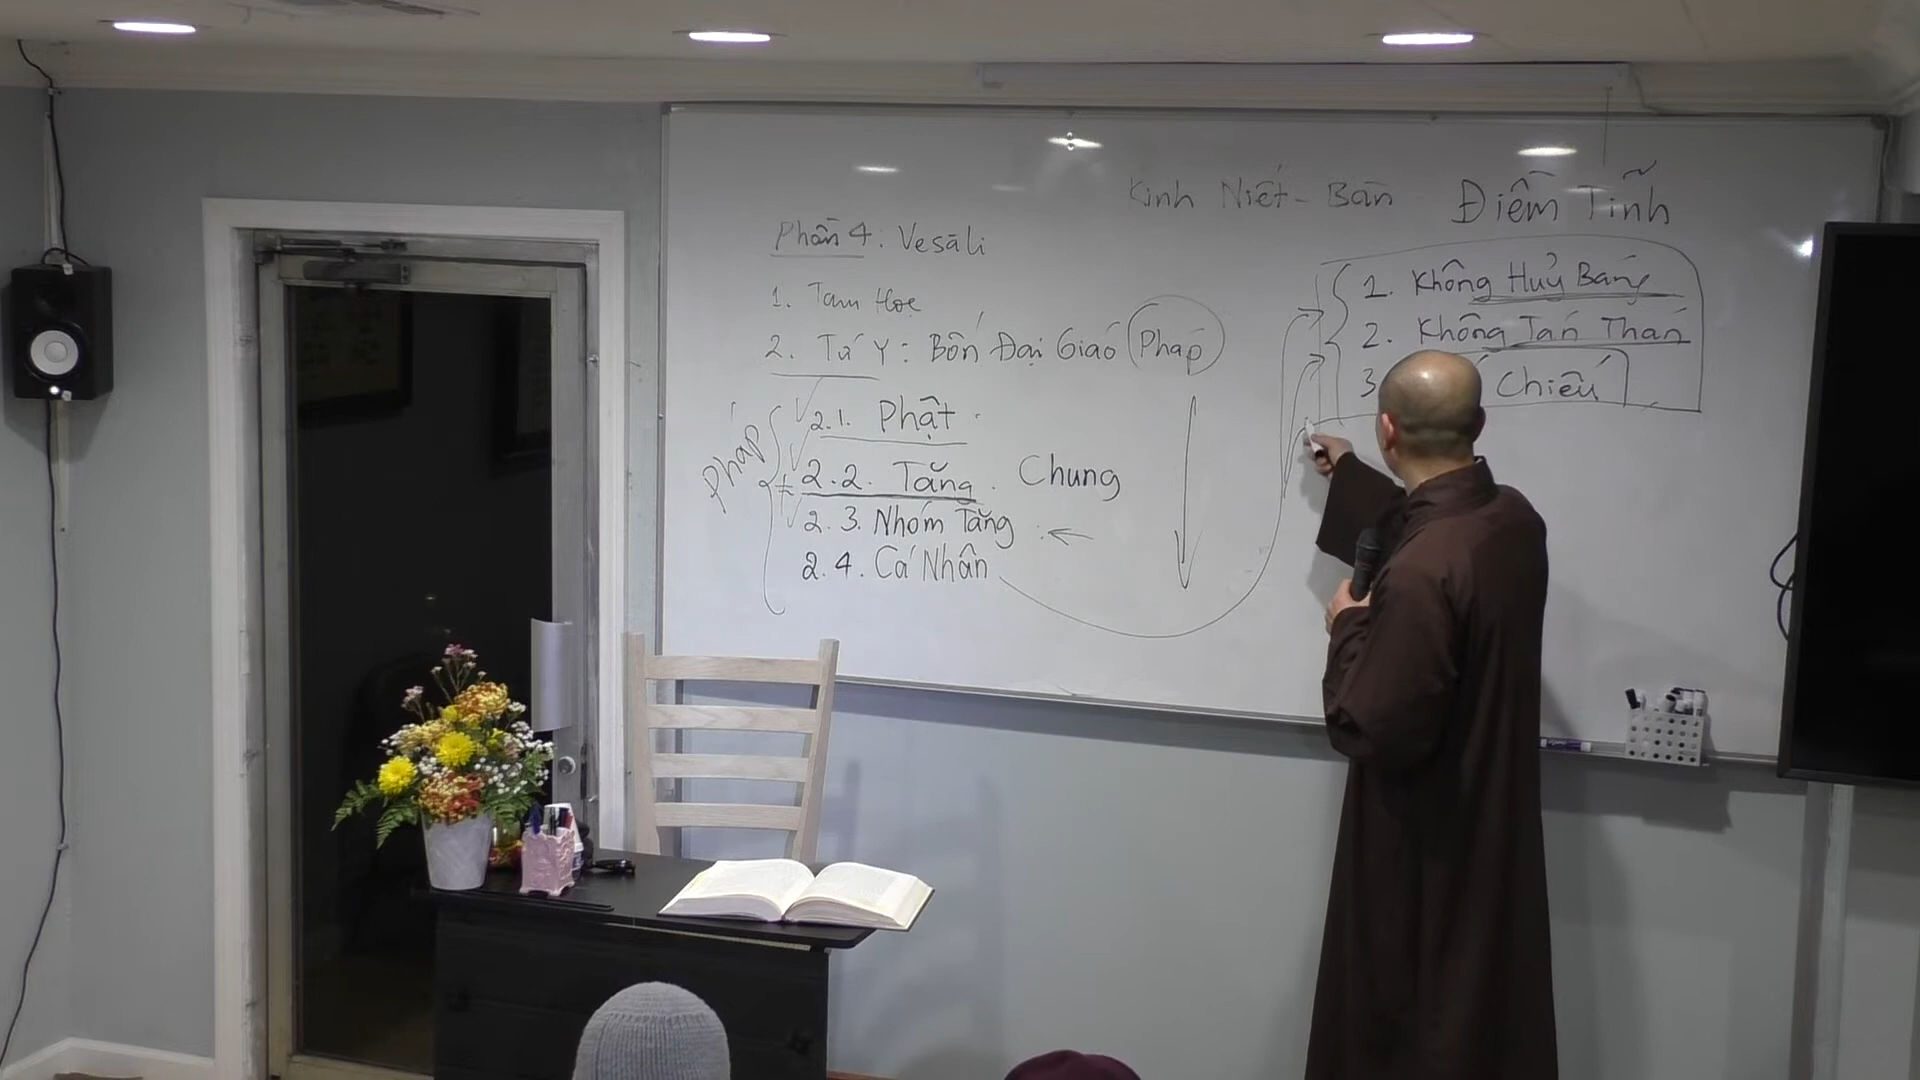 Kinh Niết-Bàn
Điềm Tĩnh
Phần 4: Vesāli
1. Tam Học
2. Tứ Y: Bốn Đại Giáo Pháp
Pháp
2.1. Phật
2.2. Tăng. Chung
2.3. Nhóm Tăng
2.4. Cá Nhân
1. Không Huỷ Báng
2. Không Tán Thán
3. Chiếu